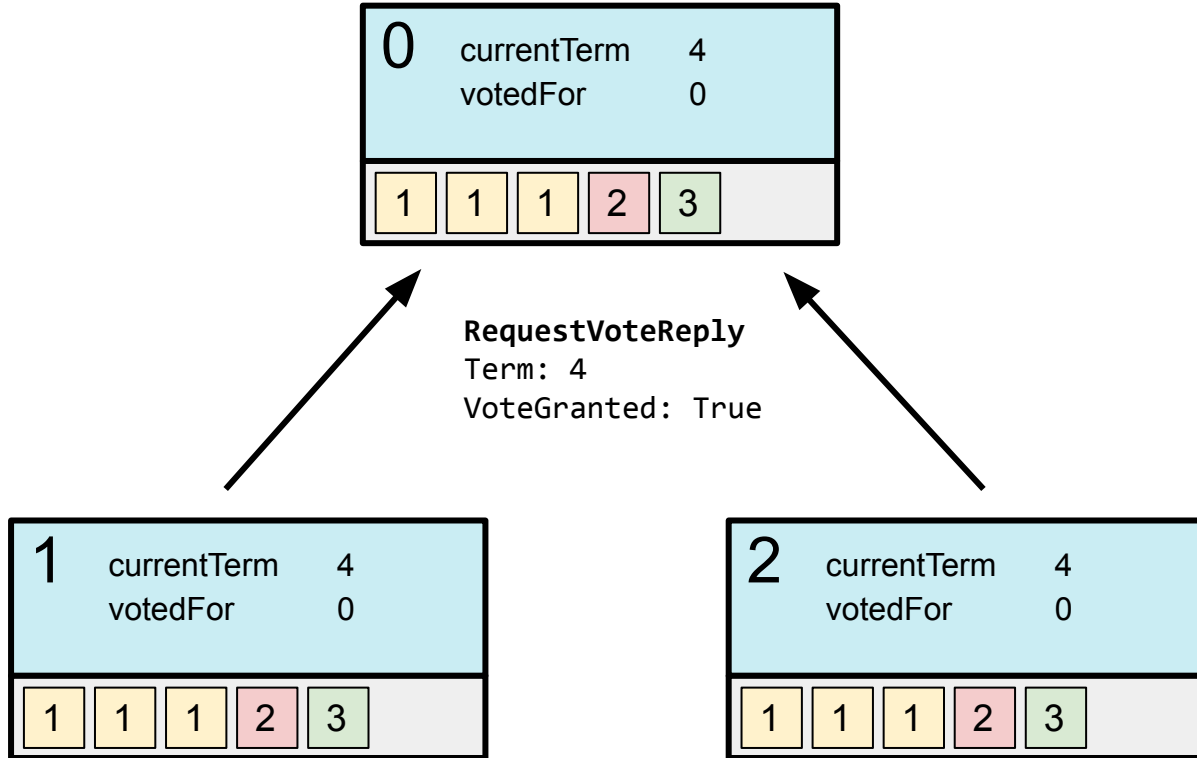 0 currentTerm 4
votedFor 0
1 1 1 2 3
RequestVoteReply
Term: 4
VoteGranted: True
1 currentTerm 4
votedFor 0
1 1 1 2 3
2 currentTerm 4
votedFor 0
1 1 1 2 3